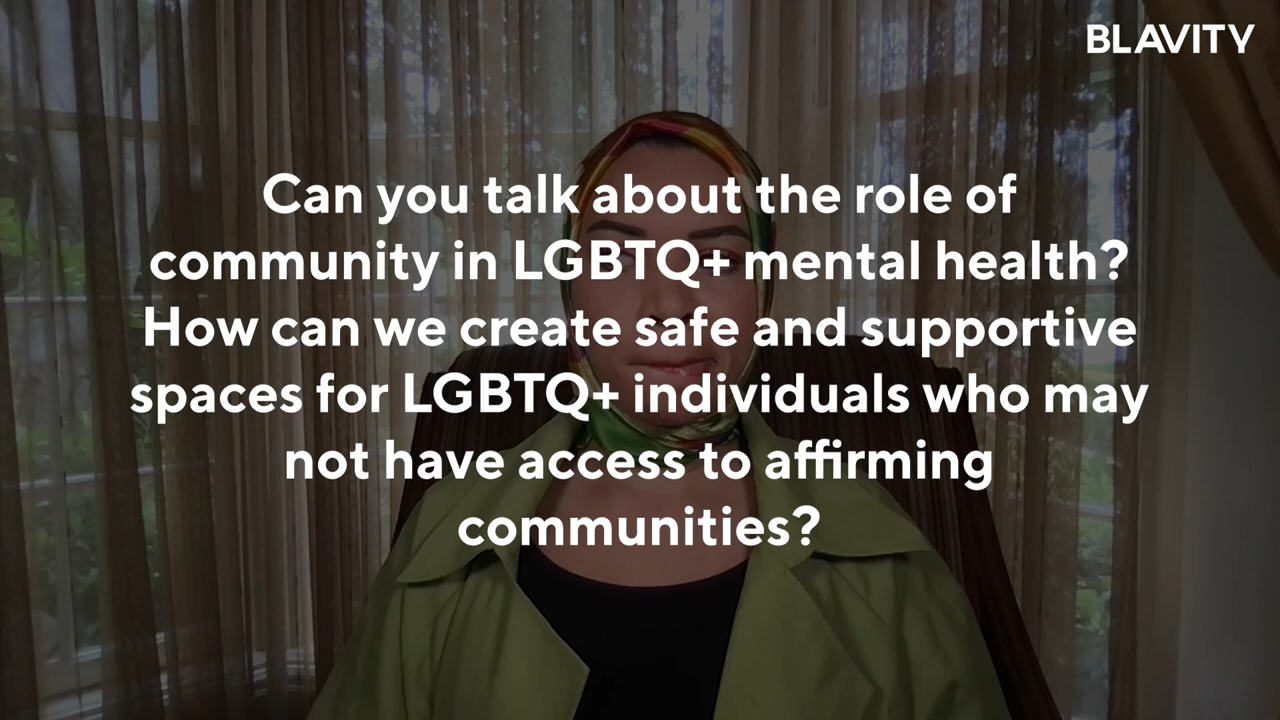 BLAVITY
Can you talk about the role of
community in LGBTQ+ mental health?
How can we create safe and supportive
spaces for LGBTQ+ individuals who may
not have access to affirming
communities?